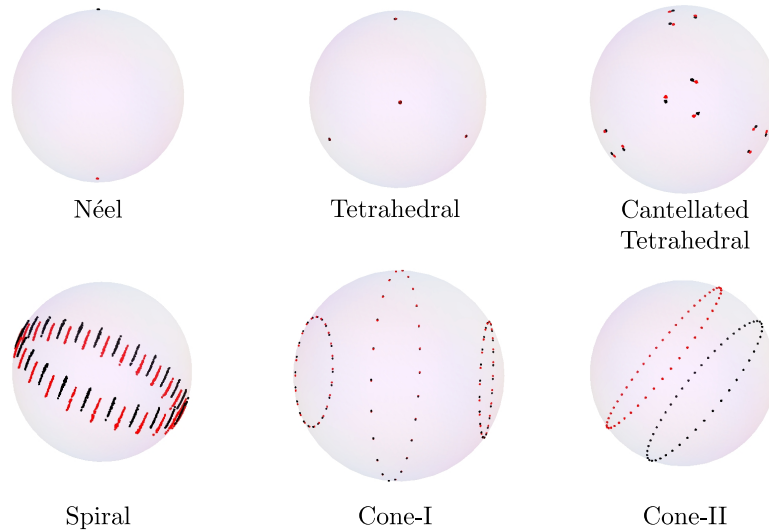 Néel
Tetrahedral
Cantellated
Tetrahedral
Spiral
Cone-I
Cone-II